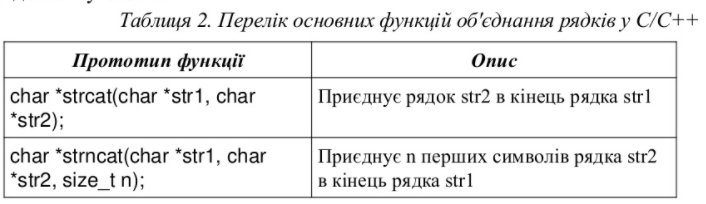 Таблиця 2. Перелік основних функцій об'єднання рядків у C/C++
Прототип функції
Опис
char *strcat(char *str1, char
*str2);
Приєднує рядок str2 в кінець рядка str1
char *strncat(char *str1, char
*str2, size_t n);
Приєднує n перших символів рядка str2
в кінець рядка str1